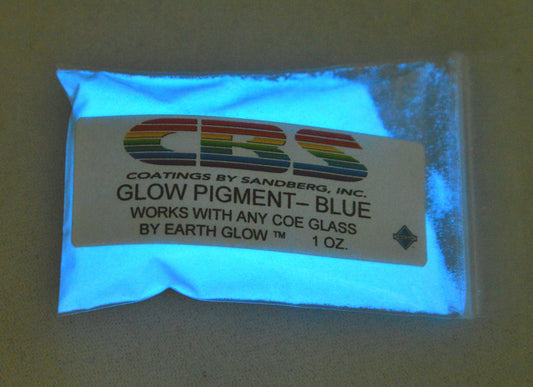 CBS
COATINGS BY SANDBERG, INC.
GLOW PIGMENT– BLUE
WORKS WITH ANY COE GLASS
BY EARTH GLOW ™ 1 OZ.